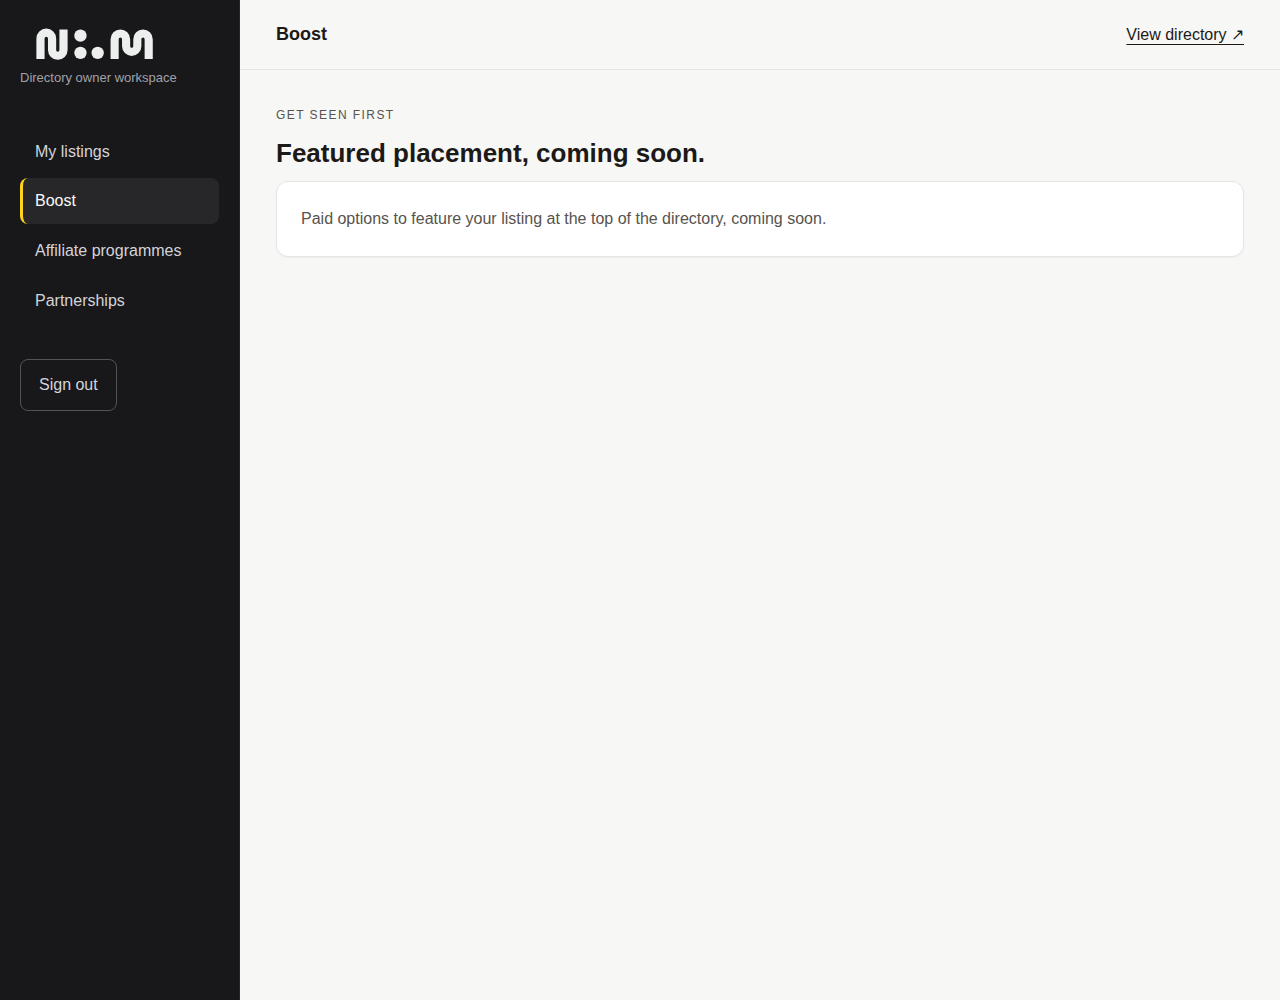 Directory owner workspace
My listings
Boost
Affiliate programmes
Partnerships
Sign out
Boost
View directory ↗
GET SEEN FIRST
Featured placement, coming soon.
Paid options to feature your listing at the top of the directory, coming soon.